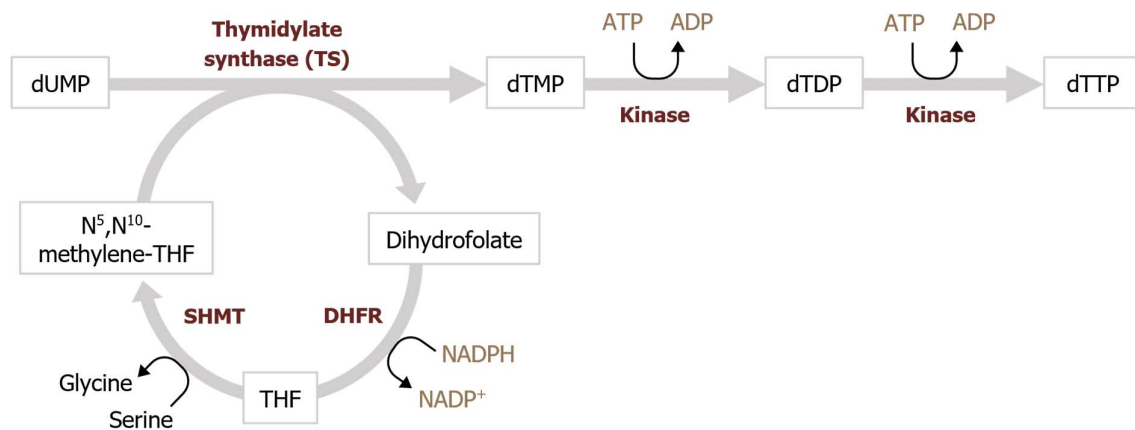 Thymidylate
synthase (TS)
ATP
ADP
ATP
ADP
dUMP
dTMP
dTDP
dTTP
Kinase
Kinase
N⁵,N¹⁰-
methylene-THF
Dihydrofolate
SHMT
DHFR
NADPH
NADP⁺
Glycine
Serine
THF